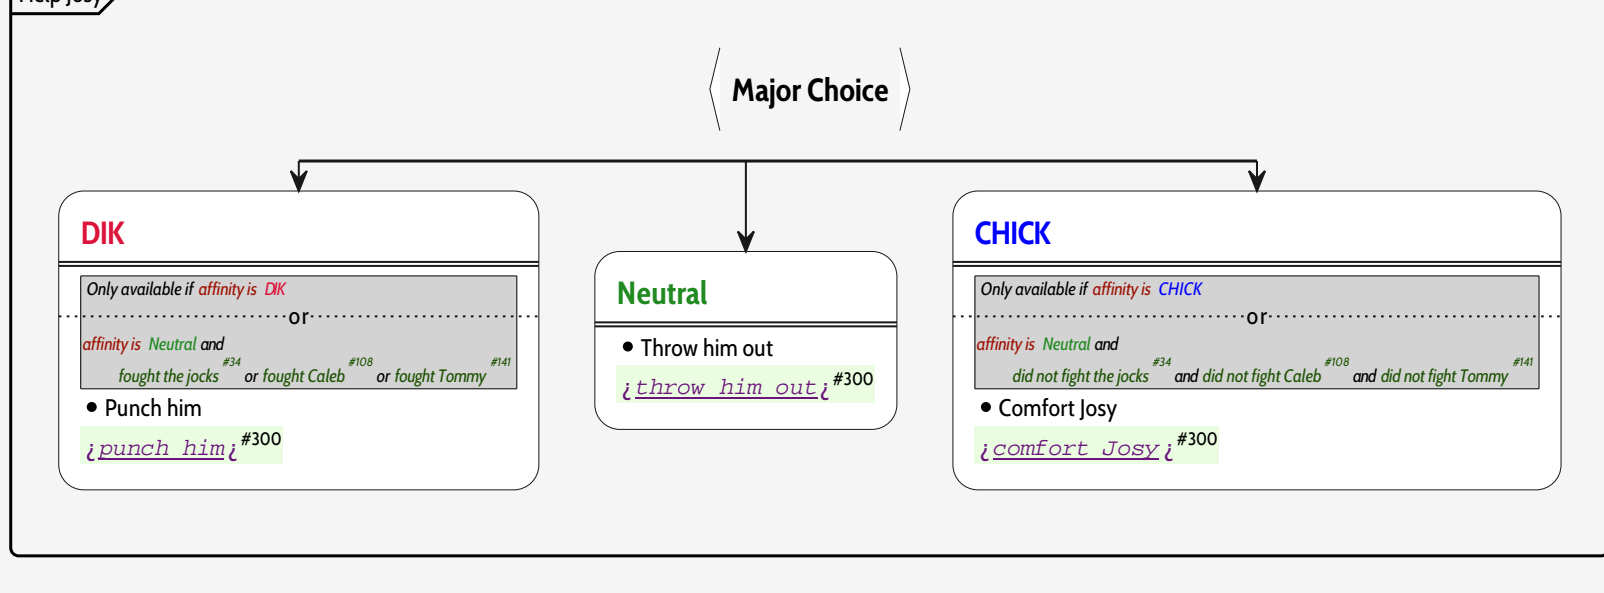 Help Josy
Major Choice
DIK
Only available if affinity is DIK
or
affinity is Neutral and
fought the jocks #34 or fought Caleb #108 or fought Tommy #141
• Punch him
¿punch him¿ #300
Neutral
• Throw him out
¿throw him out¿ #300
CHICK
Only available if affinity is CHICK
or
affinity is Neutral and
did not fight the jocks #34 and did not fight Caleb #108 and did not fight Tommy #141
• Comfort Josy
¿comfort Josy¿ #300